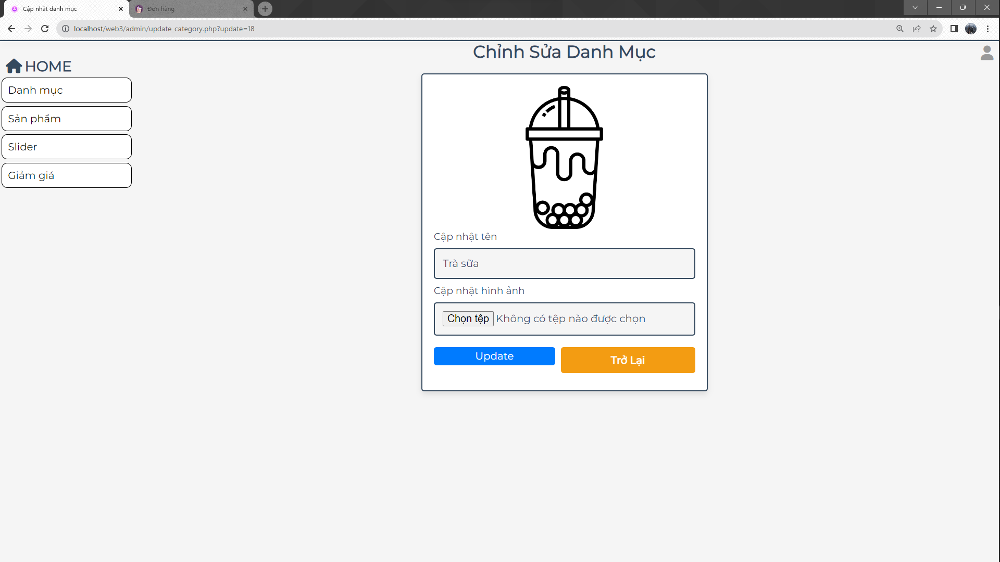 Cập nhật danh mục
Đơn hàng
localhost/web3/admin/update_category.php?update=18
Chỉnh Sửa Danh Mục
HOME
Danh mục
Sản phẩm
Slider
Giảm giá
Cập nhật tên
Trà sữa
Cập nhật hình ảnh
Chọn tệp Không có tệp nào được chọn
Update
Trở Lại